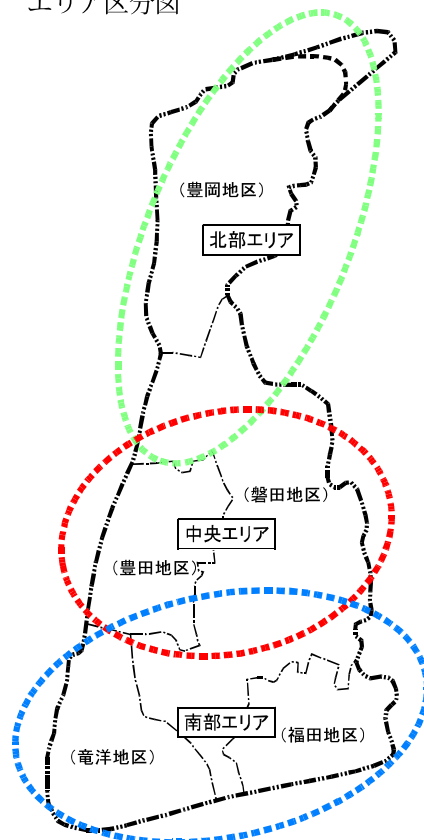 エリア区分図
(豊岡地区)
北部エリア
(磐田地区)
中央エリア
(豊田地区)
南部エリア
(福田地区)
(竜洋地区)